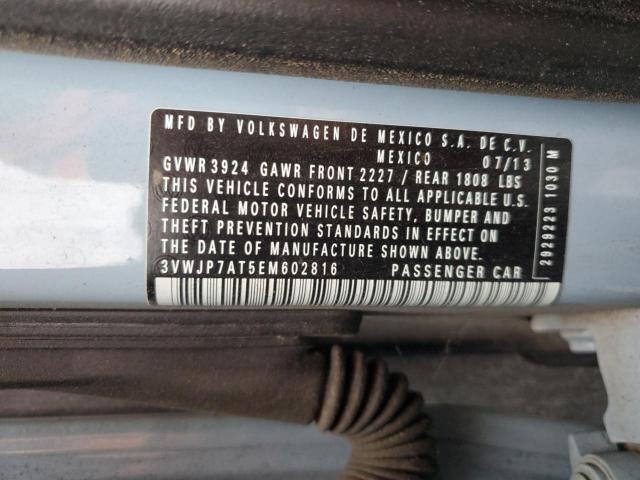 MFD BY VOLKSWAGEN DE MEXICO S.A. DE C.V.
MEXICO 07/13
GVWR 3924 GAWR FRONT 2227 / REAR 1808 LBS
THIS VEHICLE CONFORMS TO ALL APPLICABLE U.S.
FEDERAL MOTOR VEHICLE SAFETY, BUMPER AND
THEFT PREVENTION STANDARDS IN EFFECT ON
THE DATE OF MANUFACTURE SHOWN ABOVE.
3VWJP7AT5EM602816 PASSENGER CAR
2929223 1030 M